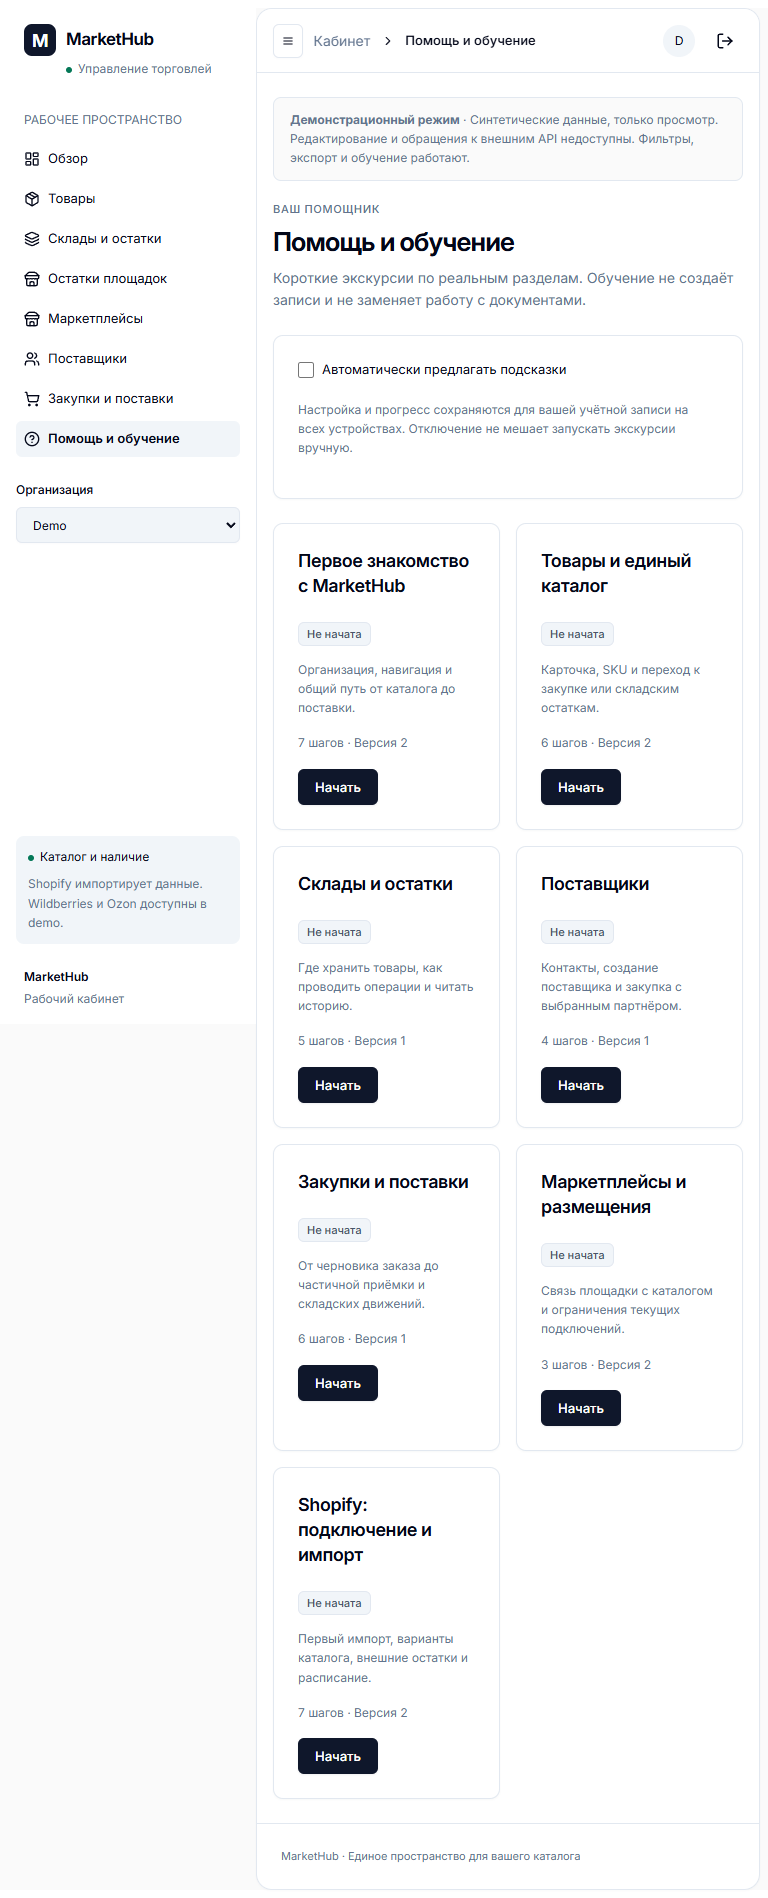 M MarketHub
Управление торговлей
РАБОЧЕЕ ПРОСТРАНСТВО
Обзор
Товары
Склады и остатки
Остатки площадок
Маркетплейсы
Поставщики
Закупки и поставки
Помощь и обучение
Организация
Demo
Каталог и наличие
Shopify импортирует данные.
Wildberries и Ozon доступны в
demo.
MarketHub
Рабочий кабинет
Кабинет > Помощь и обучение
D
Демонстрационный режим · Синтетические данные, только просмотр.
Редактирование и обращения к внешним API недоступны. Фильтры,
экспорт и обучение работают.
ВАШ ПОМОЩНИК
Помощь и обучение
Короткие экскурсии по реальным разделам. Обучение не создаёт
записи и не заменяет работу с документами.
Автоматически предлагать подсказки
Настройка и прогресс сохраняются для вашей учётной записи на
всех устройствах. Отключение не мешает запускать экскурсии
вручную.
Первое знакомство
с MarketHub
Не начата
Организация, навигация и
общий путь от каталога до
поставки.
7 шагов · Версия 2
Начать
Товары и единый
каталог
Не начата
Карточка, SKU и переход к
закупке или складским
остаткам.
6 шагов · Версия 2
Начать
Склады и остатки
Не начата
Где хранить товары, как
проводить операции и читать
историю.
5 шагов · Версия 1
Начать
Поставщики
Не начата
Контакты, создание
поставщика и закупка с
выбранным партнёром.
4 шагов · Версия 1
Начать
Закупки и поставки
Не начата
От черновика заказа до
частичной приёмки и
складских движений.
6 шагов · Версия 1
Начать
Маркетплейсы и
размещения
Не начата
Связь площадки с каталогом
и ограничения текущих
подключений.
3 шагов · Версия 2
Начать
Shopify:
подключение и
импорт
Не начата
Первый импорт, варианты
каталога, внешние остатки и
расписание.
7 шагов · Версия 2
Начать
MarketHub · Единое пространство для вашего каталога